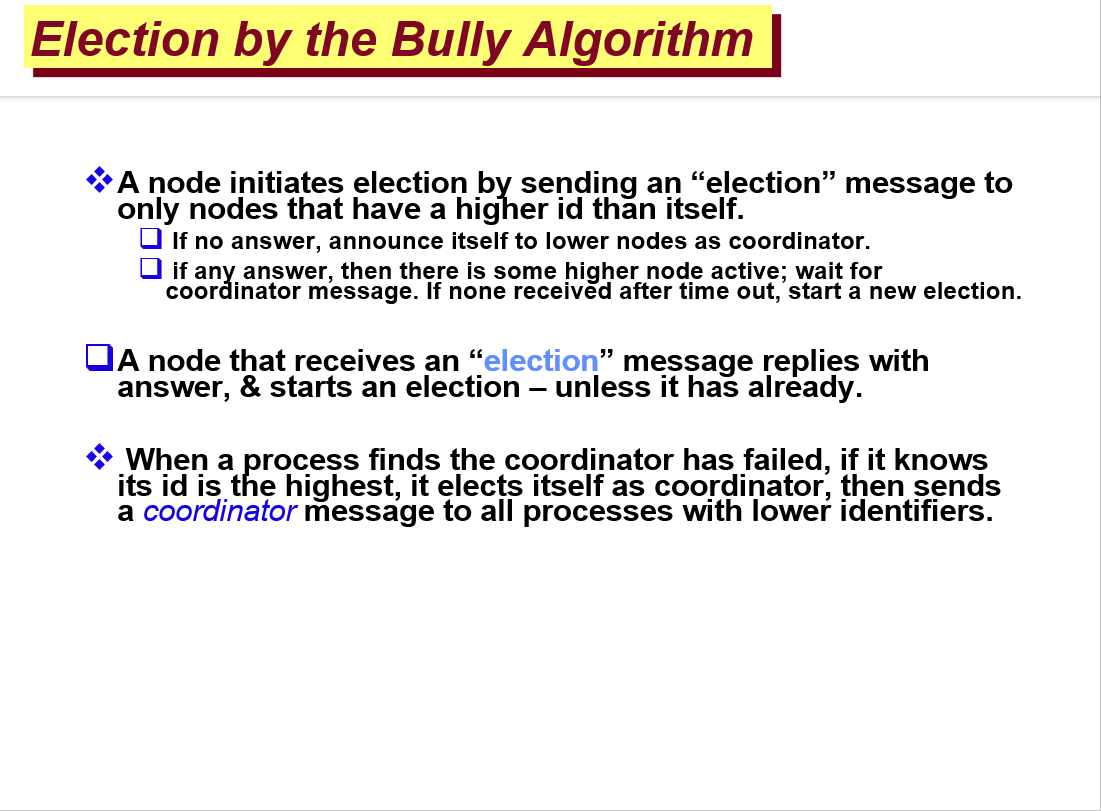 Election by the Bully Algorithm
A node initiates election by sending an “election” message to
only nodes that have a higher id than itself.
If no answer, announce itself to lower nodes as coordinator.
if any answer, then there is some higher node active; wait for
coordinator message. If none received after time out, start a new election.
A node that receives an “election” message replies with
answer, & starts an election – unless it has already.
When a process finds the coordinator has failed, if it knows
its id is the highest, it elects itself as coordinator, then sends
a coordinator message to all processes with lower identifiers.